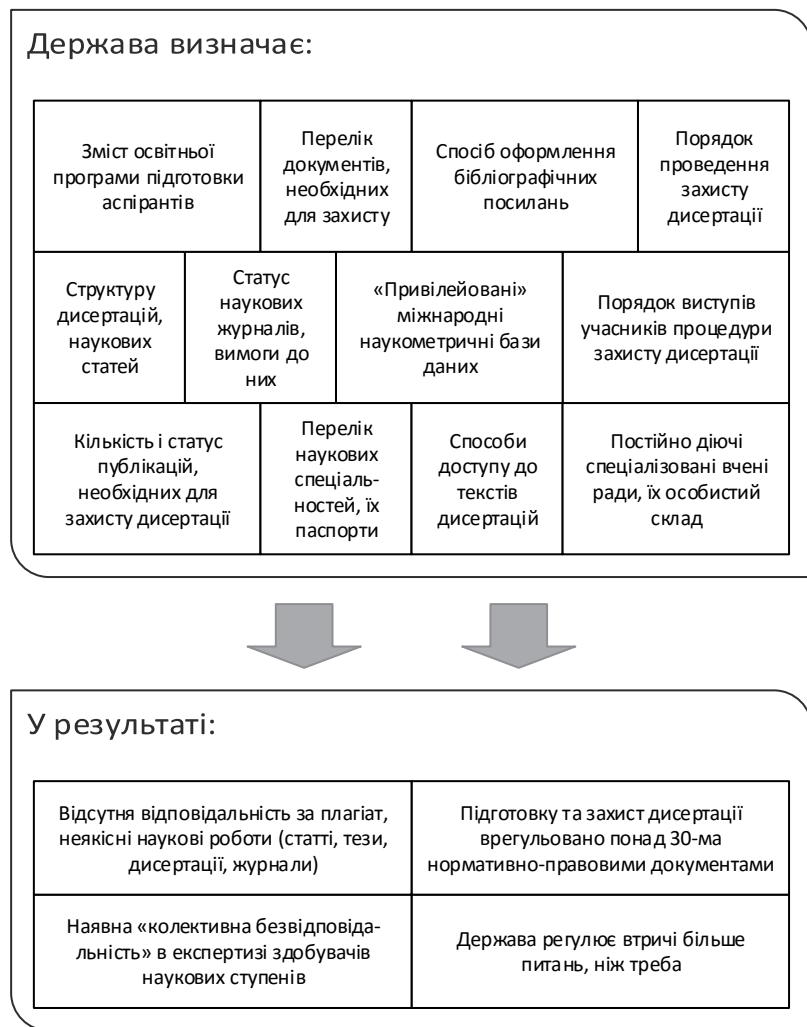 Держава визначає:
Зміст освітньої
програми підготовки
аспірантів
Перелік
документів,
необхідних
для захисту
Спосіб оформлення
бібліографічних
посилань
Порядок
проведення
захисту
дисертації
Структуру
дисертацій,
наукових
статей
Статус
наукових
журналів,
вимоги до
них
«Привілейовані»
міжнародні
наукометричні бази
даних
Порядок виступів
учасників процедури
захисту дисертації
Кількість і статус
публікацій,
необхідних для
захисту дисертації
Перелік
наукових
спеціаль-
ностей, їх
паспорти
Способи
доступу до
текстів
дисертацій
Постійно діючі
спеціалізовані вчені
ради, їх особистий
склад
У результаті:
Відсутня відповідальність за плагіат,
неякісні наукові роботи (статті, тези,
дисертації, журнали)
Підготовку та захист дисертації
врегульовано понад 30-ма
нормативно-правовими документами
Наявна «колективна безвідповіда-
льність» в експертизі здобувачів
наукових ступенів
Держава регулює втричі більше
питань, ніж треба